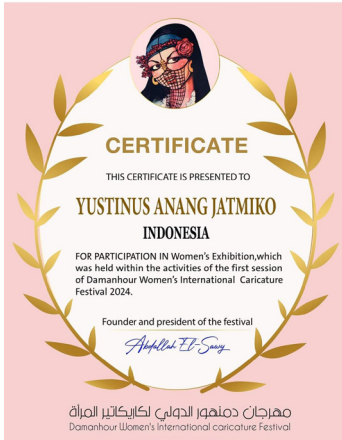 CERTIFICATE
THIS CERTIFICATE IS PRESENTED TO
YUSTINUS ANANG JATMIKO
INDONESIA
FOR PARTICIPATION IN Women's Exhibition,which
was held within the activities of the first session
of Damanhour Women's International Caricature
Festival 2024.
Founder and president of the festival
Abdallah El-Sawy
مهرجان دمنهور الدولي لكاريكاتير المرأة
Damanhour Women's International caricature Festival